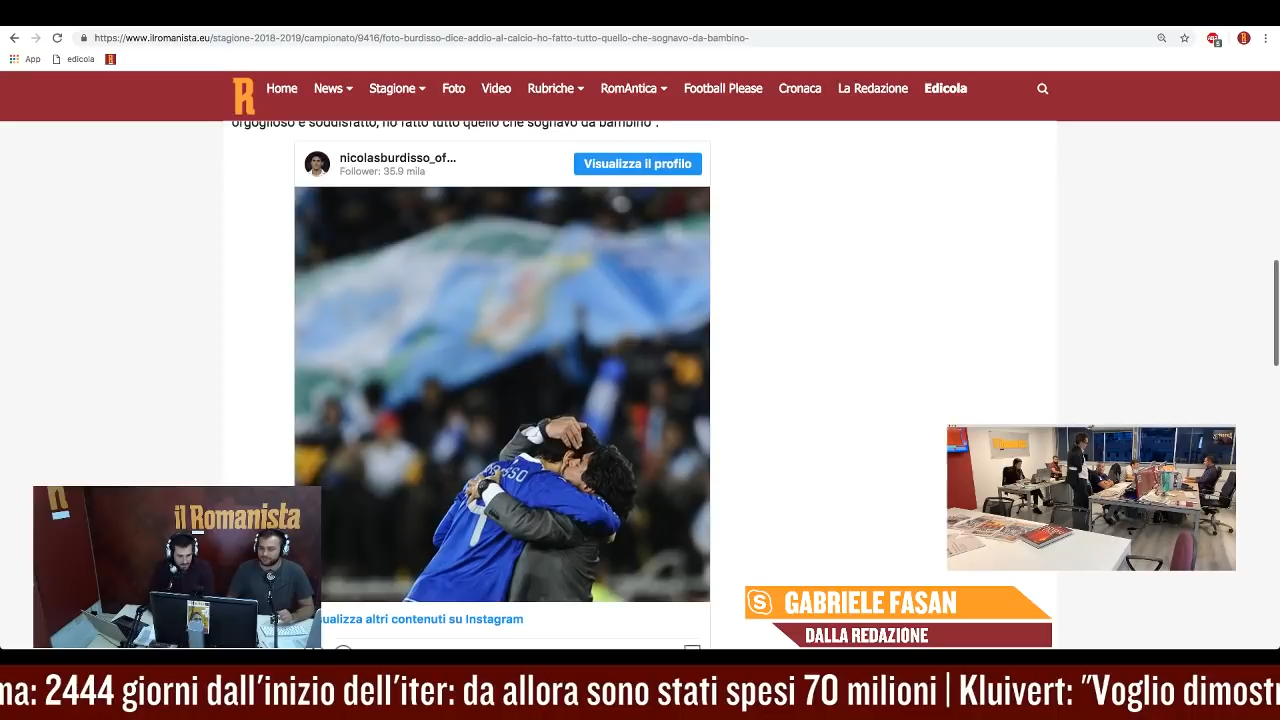 https://www.ilromanista.eu/stagione-2018-2019/campionato/9416/foto-burdisso-dice-addio-al-calcio-ho-fatto-tutto-quello-che-sognavo-da-bambino-
App edicola
R Home News Stagione Foto Video Rubriche RomAntica Football Please Cronaca La Redazione Edicola
orgoglioso e soddisfatto, ho fatto tutto quello che sognavo da bambino".
nicolasburdisso_of...
Follower: 35.9 mila
Visualizza il profilo
il Romanista
GABRIELE FASAN
DALLA REDAZIONE
ualizza altri contenuti su Instagram
ma: 2444 giorni dall'inizio dell'iter: da allora sono stati spesi 70 milioni | Kluivert: "Voglio dimostr